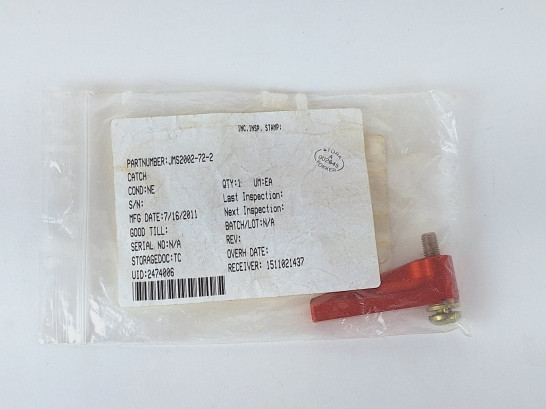 INC.INSP. STAMP:
PARTNUMBER:JMS2002-72-2
CATCH
COND:NE
QTY:1 UM:EA
S/N:
Last Inspection:
MFG DATE:7/16/2011
Next Inspection:
GOOD TILL:
BATCH/LOT:N/A
SERIAL NO:N/A
REV:
STORAGEDOC:TC
OVERH DATE:
UID:2474006
RECEIVER: 1511021437